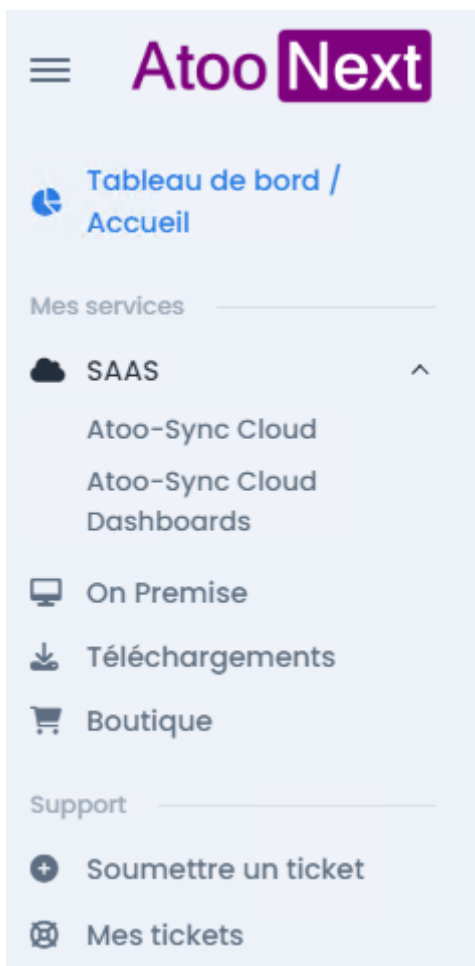 Atoo Next
Tableau de bord /
Accueil
Mes services
SAAS
Atoo-Sync Cloud
Atoo-Sync Cloud
Dashboards
On Premise
Téléchargements
Boutique
Support
Soumettre un ticket
Mes tickets